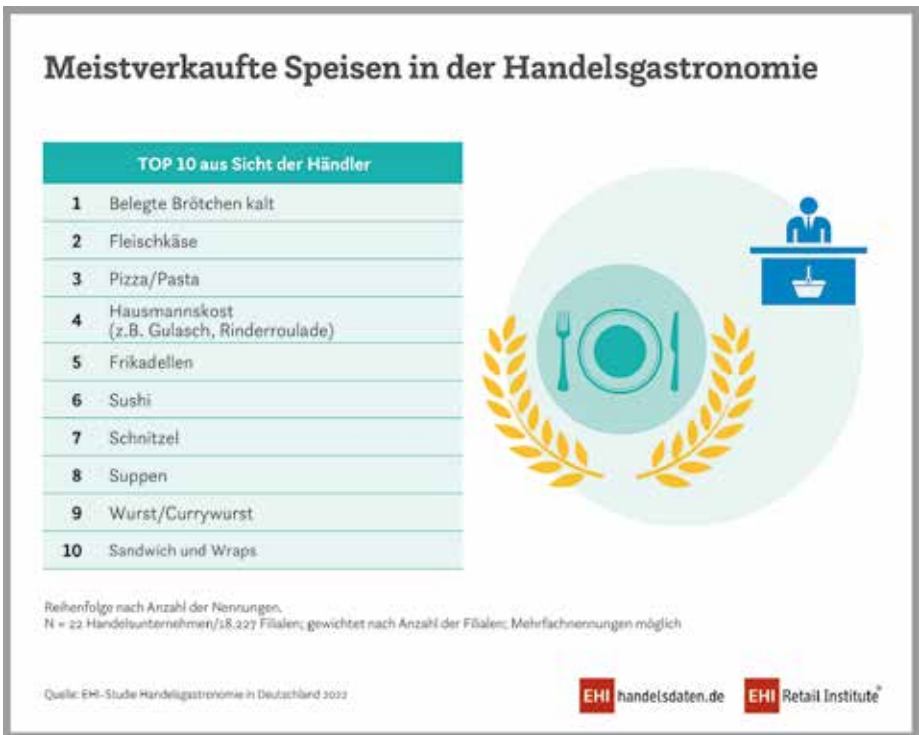 Meistverkaufte Speisen in der Handelsgastronomie
TOP 10 aus Sicht der Händler
1 Belegte Brötchen kalt
2 Fleischkäse
3 Pizza/Pasta
4 Hausmannskost
(z.B. Gulasch, Rinderroulade)
5 Frikadellen
6 Sushi
7 Schnitzel
8 Suppen
9 Wurst/Currywurst
10 Sandwich und Wraps
Reihenfolge nach Anzahl der Nennungen.
N = 22 Handelsunternehmen/18.227 Filialen; gewichtet nach Anzahl der Filialen; Mehrfachnennungen möglich
Quelle: EHI-Studie Handelsgastronomie in Deutschland 2022
EHI handelsdaten.de EHI Retail Institute®